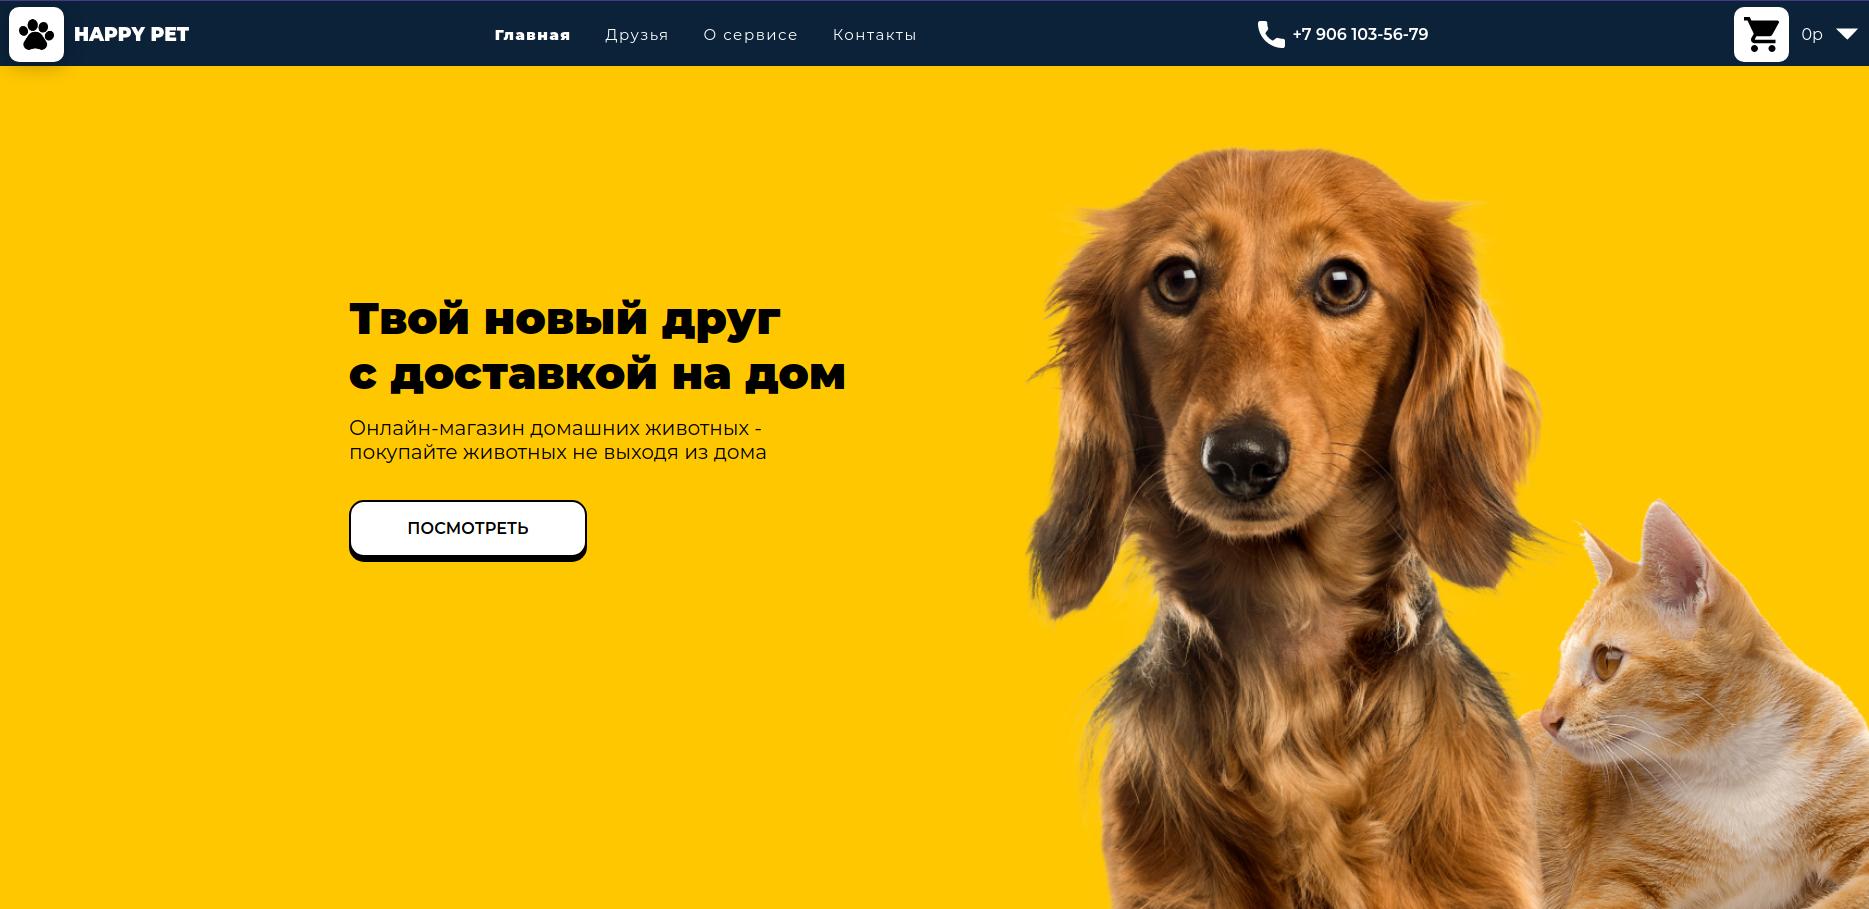 HAPPY PET
Главная
Друзья
О сервисе
Контакты
+7 906 103-56-79
0р
Твой новый друг
с доставкой на дом
Онлайн-магазин домашних животных -
покупайте животных не выходя из дома
ПОСМОТРЕТЬ